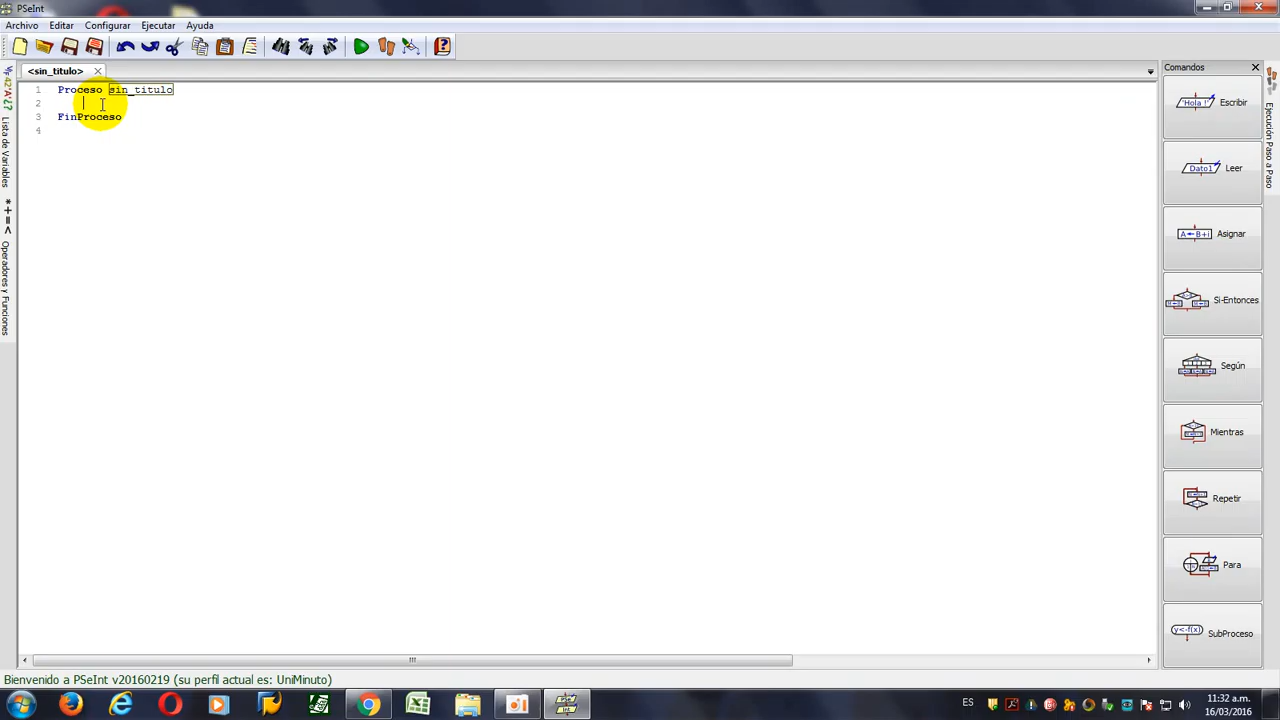 PSeInt
Archivo Editar Configurar Ejecutar Ayuda
<sin_titulo>
Comandos
1 Proceso sin_titulo
2
3 FinProceso
4
Lista de Variables
*+=< Operadores y Funciones
Ejecución Paso a Paso
'Hola !' Escribir
Dato1 Leer
A←B+i Asignar
Si-Entonces
Según
Mientras
Repetir
Para
y<-f(x) SubProceso
Bienvenido a PSeInt v20160219 (su perfil actual es: UniMinuto)
ES
11:32 a.m.
16/03/2016